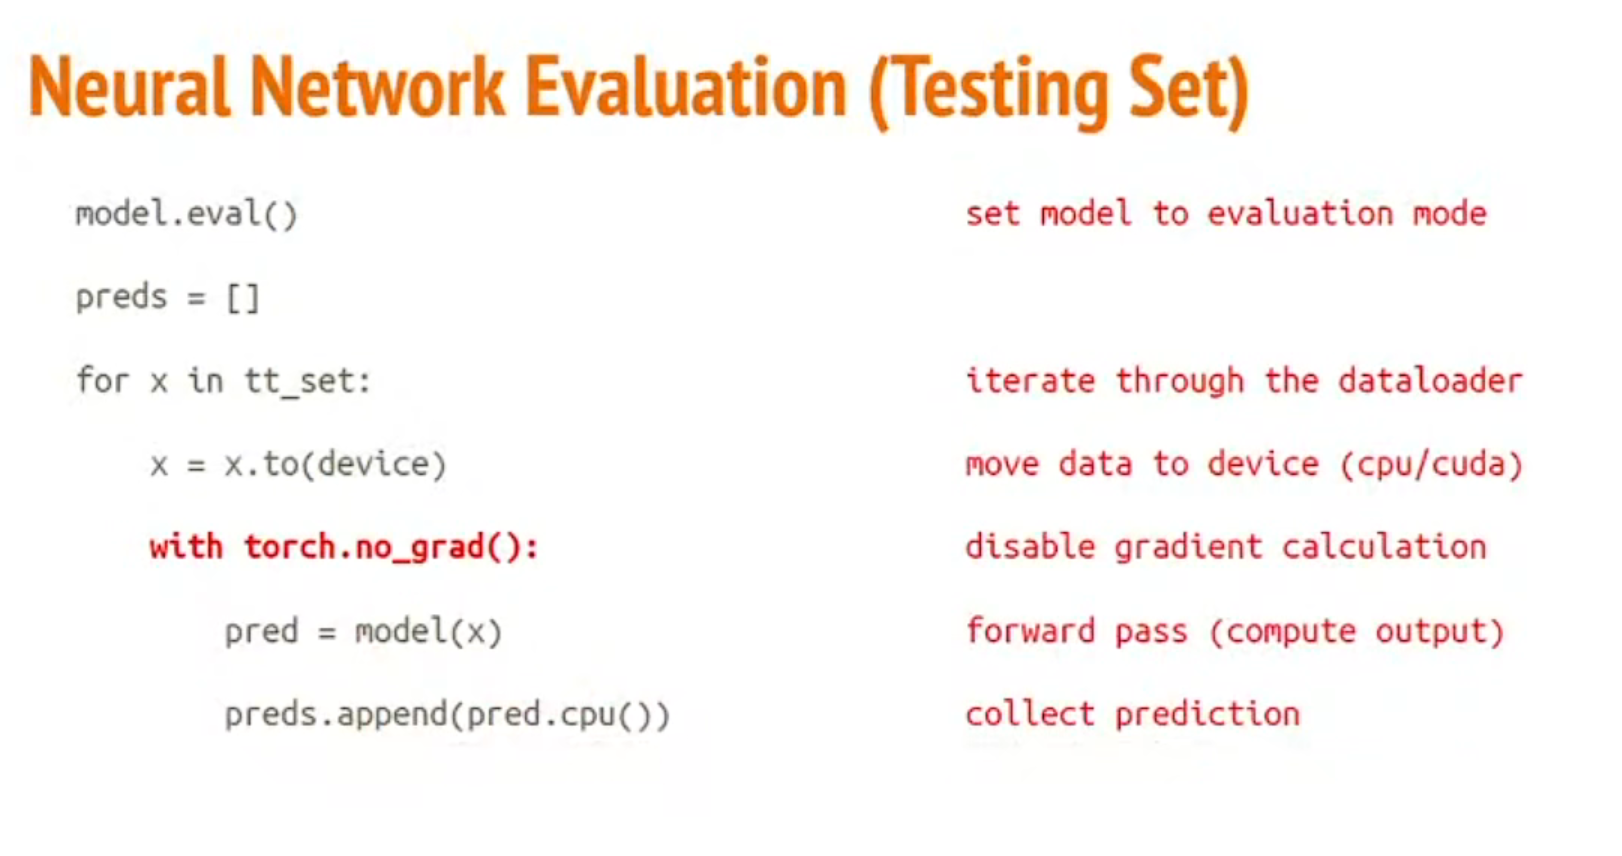 Neural Network Evaluation (Testing Set)
model.eval() set model to evaluation mode
preds = []
for x in tt_set: iterate through the dataloader
x = x.to(device) move data to device (cpu/cuda)
with torch.no_grad(): disable gradient calculation
pred = model(x) forward pass (compute output)
preds.append(pred.cpu()) collect prediction